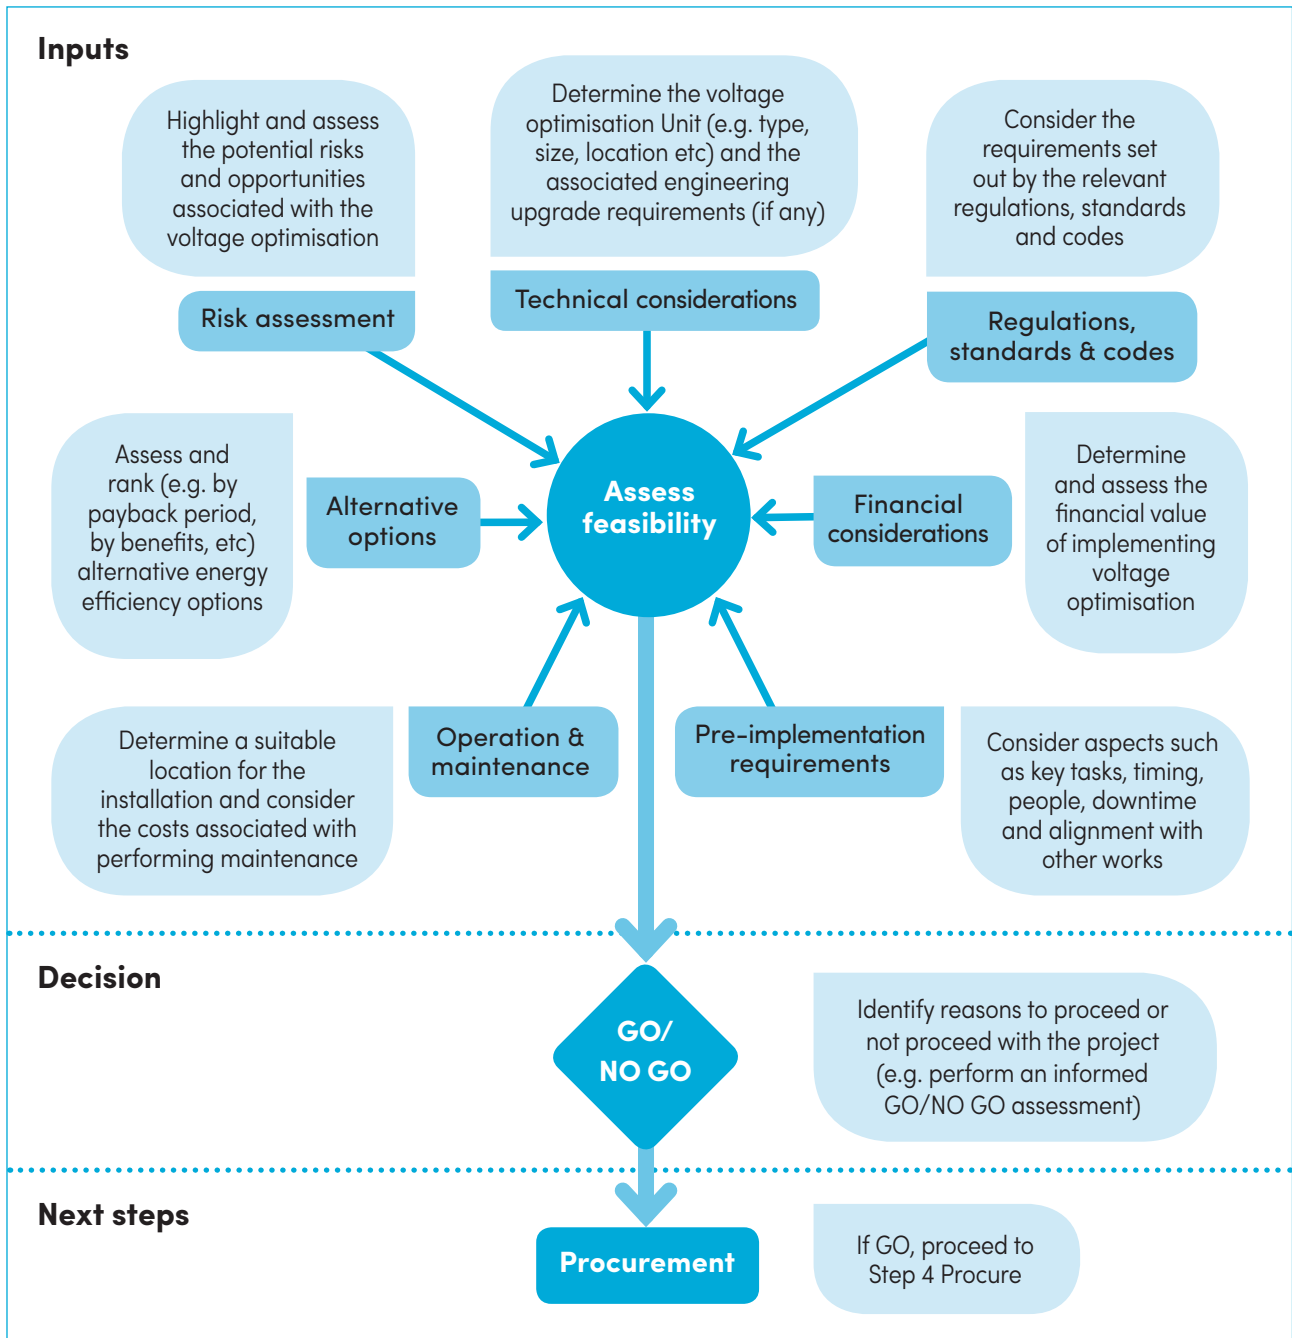 Inputs
Highlight and assess
the potential risks
and opportunities
associated with the
voltage optimisation
Risk assessment
Determine the voltage
optimisation Unit (e.g. type,
size, location etc) and the
associated engineering
upgrade requirements (if any)
Technical considerations
Consider the
requirements set
out by the relevant
regulations, standards
and codes
Regulations,
standards & codes
Assess and
rank (e.g. by
payback period,
by benefits, etc)
alternative energy
efficiency options
Alternative
options
Assess
feasibility
Financial
considerations
Determine
and assess the
financial value
of implementing
voltage
optimisation
Determine a suitable
location for the
installation and consider
the costs associated with
performing maintenance
Operation &
maintenance
Pre-implementation
requirements
Consider aspects such
as key tasks, timing,
people, downtime
and alignment with
other works
Decision
GO/
NO GO
Identify reasons to proceed or
not proceed with the project
(e.g. perform an informed
GO/NO GO assessment)
Next steps
Procurement
If GO, proceed to
Step 4 Procure